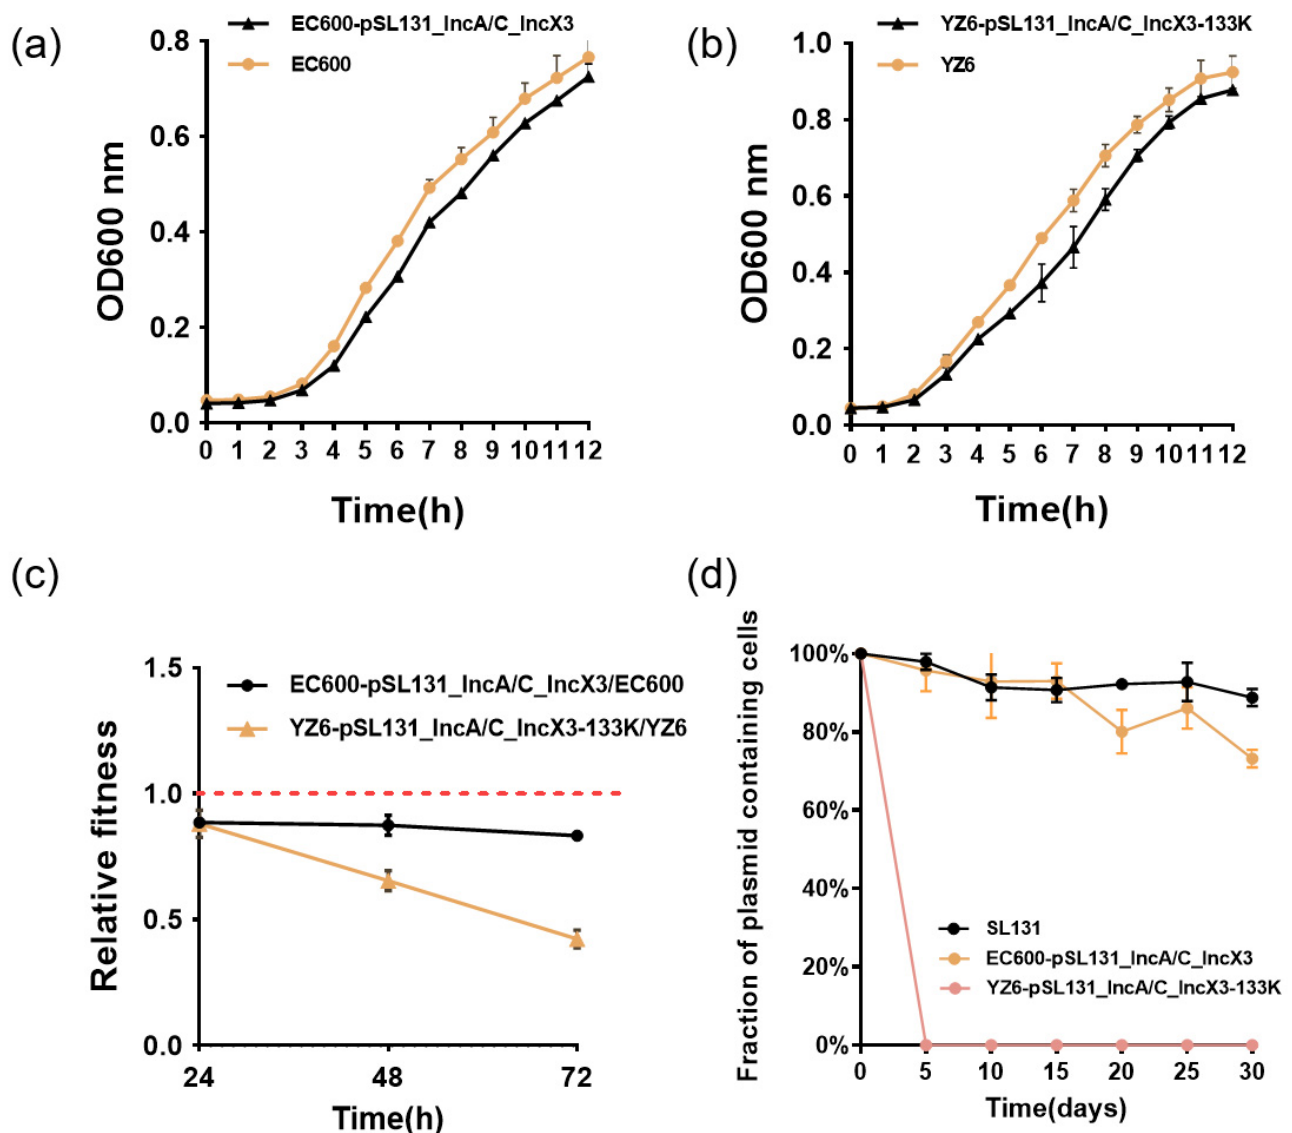 (a)
EC600-pSL131_IncA/C_IncX3
EC600
OD600 nm
0.8
0.6
0.4
0.2
0.0
0 1 2 3 4 5 6 7 8 9 10 11 12
Time(h)
(b)
YZ6-pSL131_IncA/C_IncX3-133K
YZ6
OD600 nm
1.0
0.8
0.6
0.4
0.2
0.0
0 1 2 3 4 5 6 7 8 9 10 11 12
Time(h)
(c)
EC600-pSL131_IncA/C_IncX3/EC600
YZ6-pSL131_IncA/C_IncX3-133K/YZ6
Relative fitness
1.5
1.0
0.5
0.0
24 48 72
Time(h)
(d)
Fraction of plasmid containing cells
100%
80%
60%
40%
20%
0%
SL131
EC600-pSL131_IncA/C_IncX3
YZ6-pSL131_IncA/C_IncX3-133K
0 5 10 15 20 25 30
Time(days)